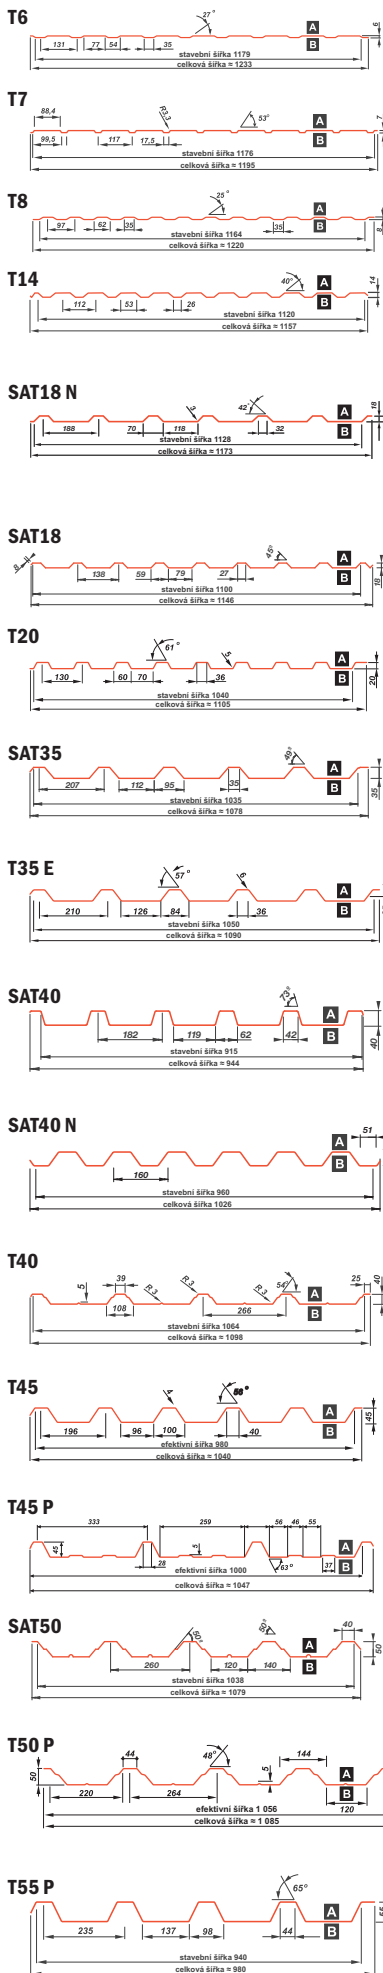 T6
27°
A
6
131
77
54
35
B
stavební šířka 1179
celková šířka ≈ 1233
T7
88,4
R3,3
53°
A
7
99,5
117
17,5
B
stavební šířka 1176
celková šířka ≈ 1195
T8
25°
A
97
62
35
35
B
8
stavební šířka 1164
celková šířka ≈ 1220
T14
40°
A
14
112
53
26
B
stavební šířka 1120
celková šířka ≈ 1157
SAT18 N
3
42°
A
18
188
70
118
32
B
stavební šířka 1128
celková šířka ≈ 1173
SAT18
8
45°
A
138
59
79
27
B
18
stavební šířka 1100
celková šířka ≈ 1146
T20
61°
5
A
130
60
70
36
B
20
stavební šířka 1040
celková šířka ≈ 1105
SAT35
49°
A
207
112
95
35
B
35
stavební šířka 1035
celková šířka ≈ 1078
T35 E
57°
6
A
210
126
84
36
B
stavební šířka 1050
celková šířka ≈ 1090
SAT40
73°
A
182
119
62
42
B
40
stavební šířka 915
celková šířka ≈ 944
SAT40 N
51
A
160
B
stavební šířka 960
celková šířka ≈ 1026
T40
5
39
R 3
R 3
R 3
54°
25
40
A
108
266
B
stavební šířka 1064
celková šířka ≈ 1098
T45
4
56°
A
196
96
100
40
B
45
efektivní šířka 980
celková šířka ≈ 1040
T45 P
333
259
56
46
55
45
5
A
28
63°
37
B
efektivní šířka 1000
celková šířka ≈ 1047
SAT50
50°
50°
40
A
50
260
120
140
B
stavební šířka 1038
celková šířka ≈ 1079
T50 P
44
48°
144
50
5
A
220
264
B
120
efektivní šířka 1 056
celková šířka ≈ 1 085
T55 P
65°
A
55
235
137
98
44
B
stavební šířka 940
celková šířka ≈ 980